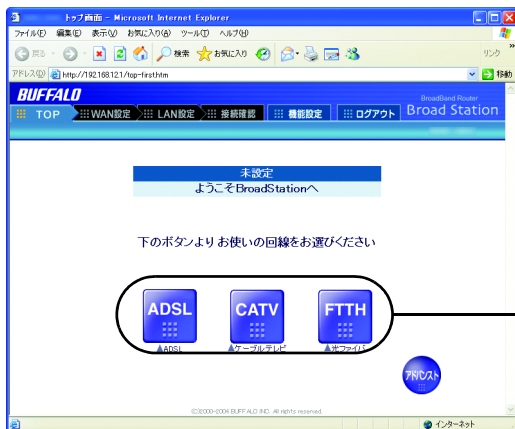 トップ画面 - Microsoft Internet Explorer
ファイル(F) 編集(E) 表示(V) お気に入り(A) ツール(T) ヘルプ(H)
戻る 検索 お気に入り リンク »
アドレス(D) http://192.168.12.1/top-first.htm 移動
BUFFALO
BroadBand Router
Broad Station
TOP WAN設定 LAN設定 接続確認 機能設定 ログアウト
未設定
ようこそBroadStationへ
下のボタンより お使いの回線をお選びください
ADSL CATV FTTH
▲ADSL ▲ケーブルテレビ ▲光ファイバ
アドバンスト
(C)2000-2004 BUFFALO INC. All rights reserved.
インターネット